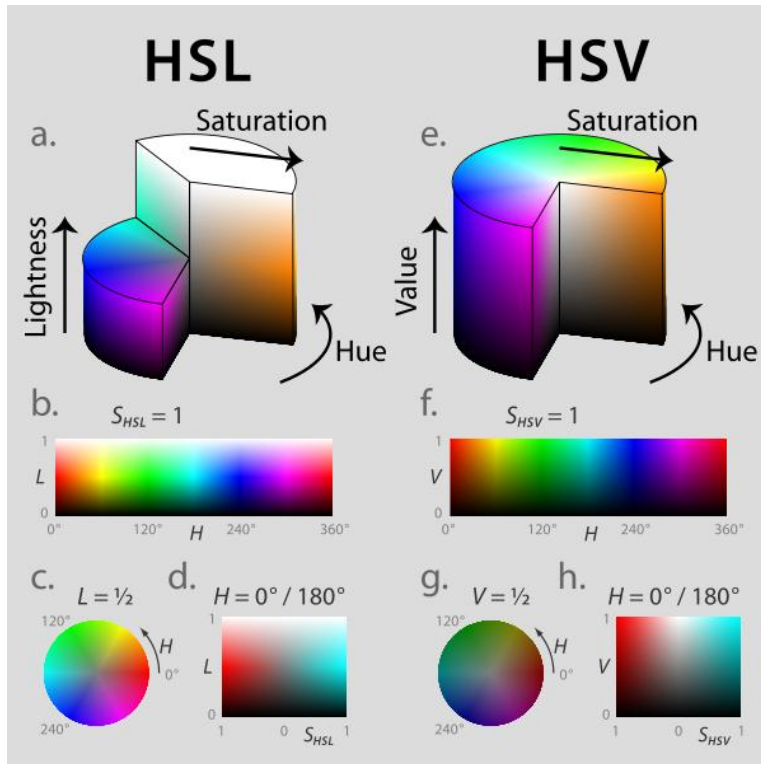 HSL
HSV
a.
Saturation
Lightness
Hue
e.
Saturation
Value
Hue
b.
S_HSL = 1
1
L
0
0°
120°
240°
360°
H
f.
S_HSV = 1
1
V
0
0°
120°
240°
360°
H
c.
L = ½
120°
H
0°
240°
d.
H = 0° / 180°
1
L
0
1
0
1
S_HSL
g.
V = ½
120°
H
0°
240°
h.
H = 0° / 180°
1
V
0
1
0
1
S_HSV